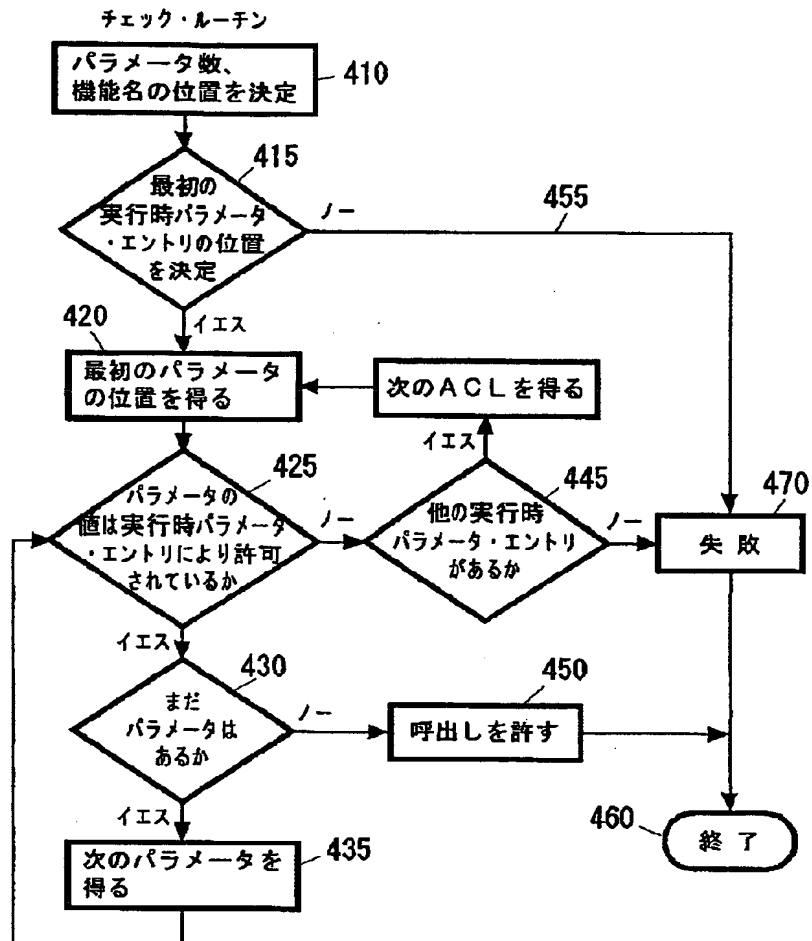 チェック・ルーチン
パラメータ数、
機能名の位置を決定
410
415
最初の
実行時パラメータ
・エントリの位置
を決定
ノー
455
イエス
420
最初のパラメータ
の位置を得る
次のACLを得る
イエス
425
パラメータの
値は実行時パラメータ
・エントリにより許可
されているか
ノー
445
他の実行時
パラメータ・エントリ
があるか
ノー
470
失敗
イエス
430
まだ
パラメータは
あるか
ノー
450
呼出しを許す
イエス
435
次のパラメータを
得る
460
終了